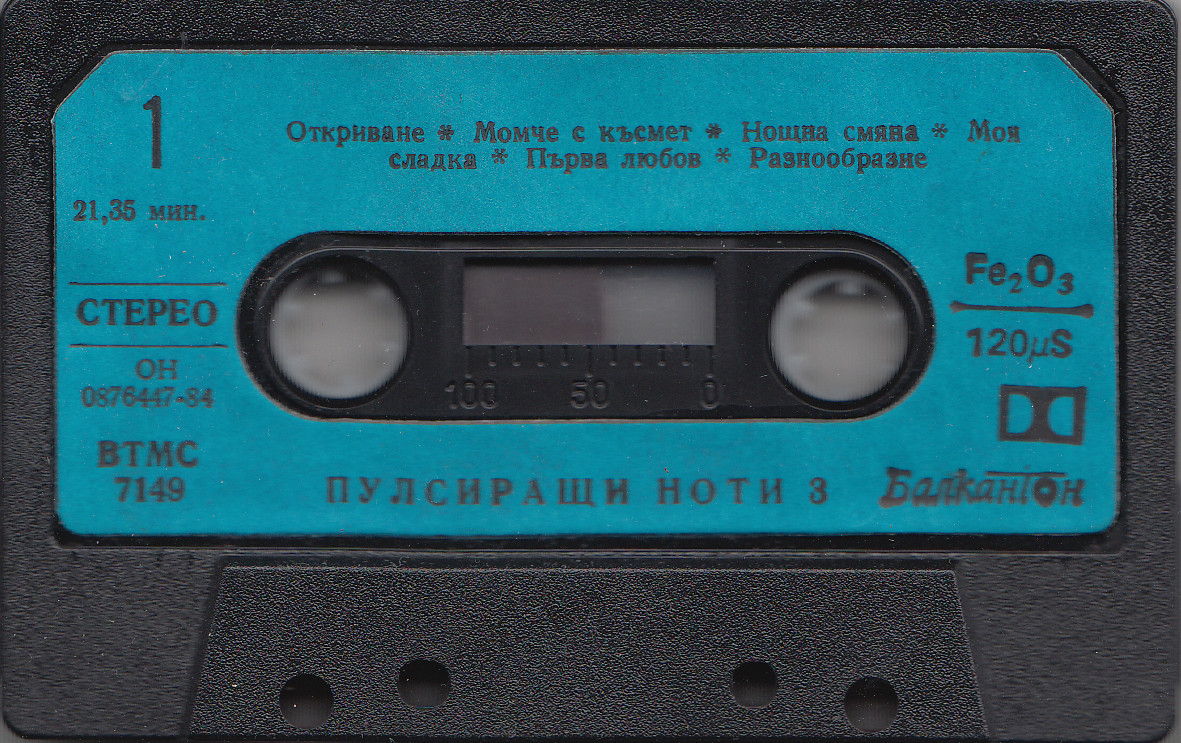 1
Откриване * Момче с късмет * Нощна смяна * Моя
сладка * Първа любов * Разнообразие
21,35 мин.
СТЕРЕО
ОН
0876447-84
ВТМС
7149
Fe₂O₃
120μS
100 50 0
ПУЛСИРАЩИ НОТИ 3
Балкантон